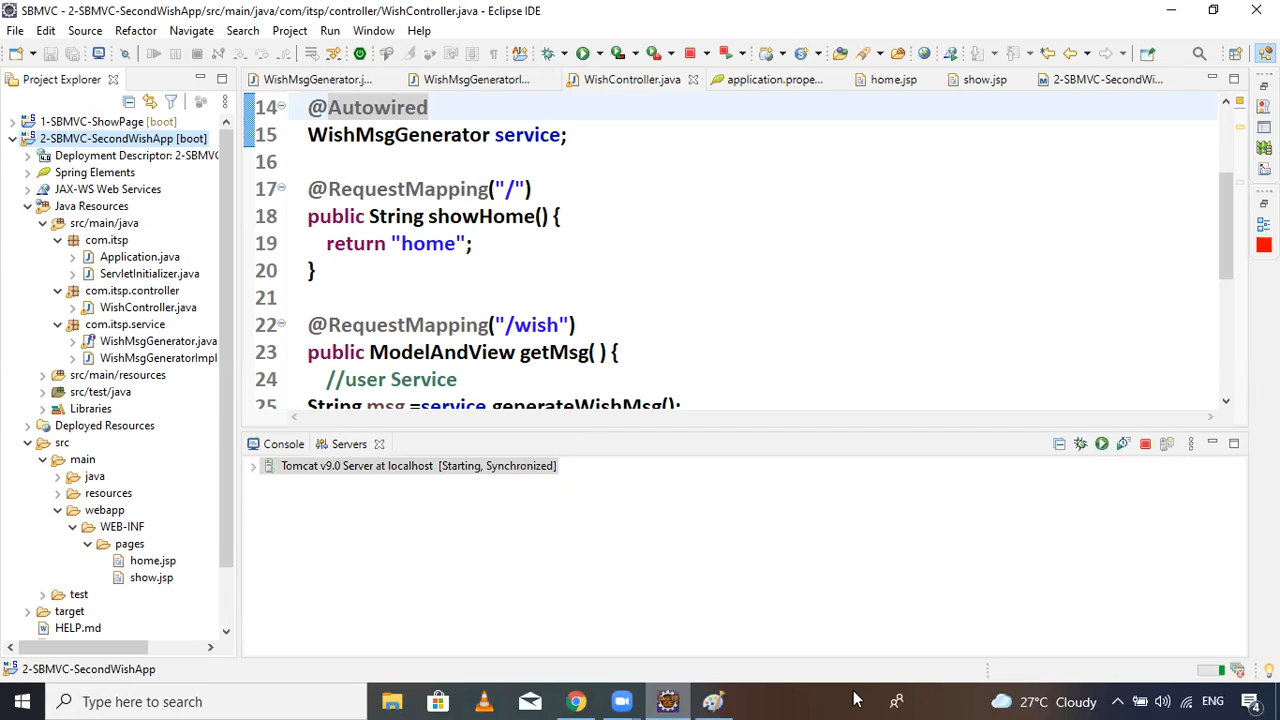 2-SBMVC-SecondWishApp/src/main/java/com/itsp/controller/WishController.java - Eclipse IDE
File Edit Source Refactor Navigate Search Project Run Window Help
Project Explorer
WishMsgGenerator.j...
WishMsgGeneratorI...
WishController.java
application.prope...
home.jsp
show.jsp
2-SBMVC-SecondWi...
1-SBMVC-ShowPage [boot]
2-SBMVC-SecondWishApp [boot]
Deployment Descriptor: 2-SBMVC
Spring Elements
JAX-WS Web Services
Java Resources
src/main/java
com.itsp
Application.java
ServletInitializer.java
com.itsp.controller
WishController.java
com.itsp.service
WishMsgGenerator.java
WishMsgGeneratorImpl
src/main/resources
src/test/java
Libraries
Deployed Resources
src
main
java
resources
webapp
WEB-INF
pages
home.jsp
show.jsp
test
target
HELP.md
14 @Autowired
15 WishMsgGenerator service;
16
17 @RequestMapping("/")
18 public String showHome() {
19 return "home";
20 }
21
22 @RequestMapping("/wish")
23 public ModelAndView getMsg( ) {
24 //user Service
25 String msg =service.generateWishMsg();
Console Servers
Tomcat v9.0 Server at localhost [Starting, Synchronized]
2-SBMVC-SecondWishApp
Type here to search
27°C Cloudy
ENG
4